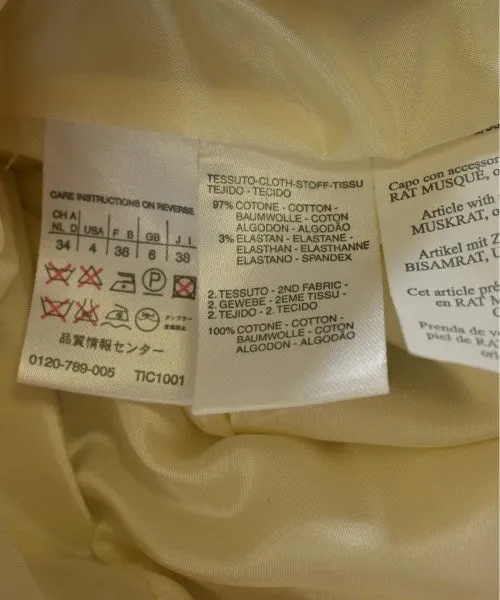 CARE INSTRUCTIONS ON REVERSE
CH A
NL D USA F B GB J I
34 4 36 6 38
P
品質情報センター
0120-789-005 TIC1001
TESSUTO-CLOTH-STOFF-TISSU
TEJIDO - TECIDO
97% COTONE - COTTON -
BAUMWOLLE - COTON
ALGODON - ALGODÃO
3% ELASTAN - ELASTANE -
ELASTHAN - ELASTHANNE
ELASTANO - SPANDEX
2. TESSUTO - 2ND FABRIC -
2. GEWEBE - 2EME TISSU -
2. TEJIDO - 2. TECIDO
100% COTONE - COTTON -
BAUMWOLLE - COTON
ALGODON - ALGODÃO
Capo con accessor
RAT MUSQUE, o
Article with
MUSKRAT,
Artikel mit Z
BISAMRAT, U
Cet article pré
en RAT M
Prenda de v
piel de RA
ori